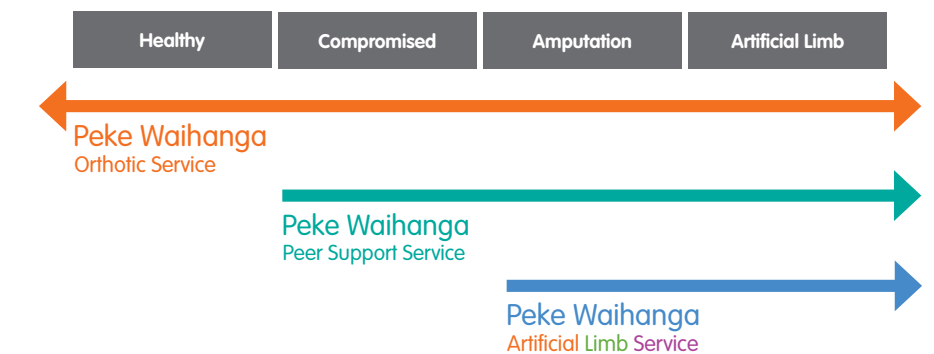 Healthy Compromised Amputation Artificial Limb
Peke Waihanga
Orthotic Service
Peke Waihanga
Peer Support Service
Peke Waihanga
Artificial Limb Service